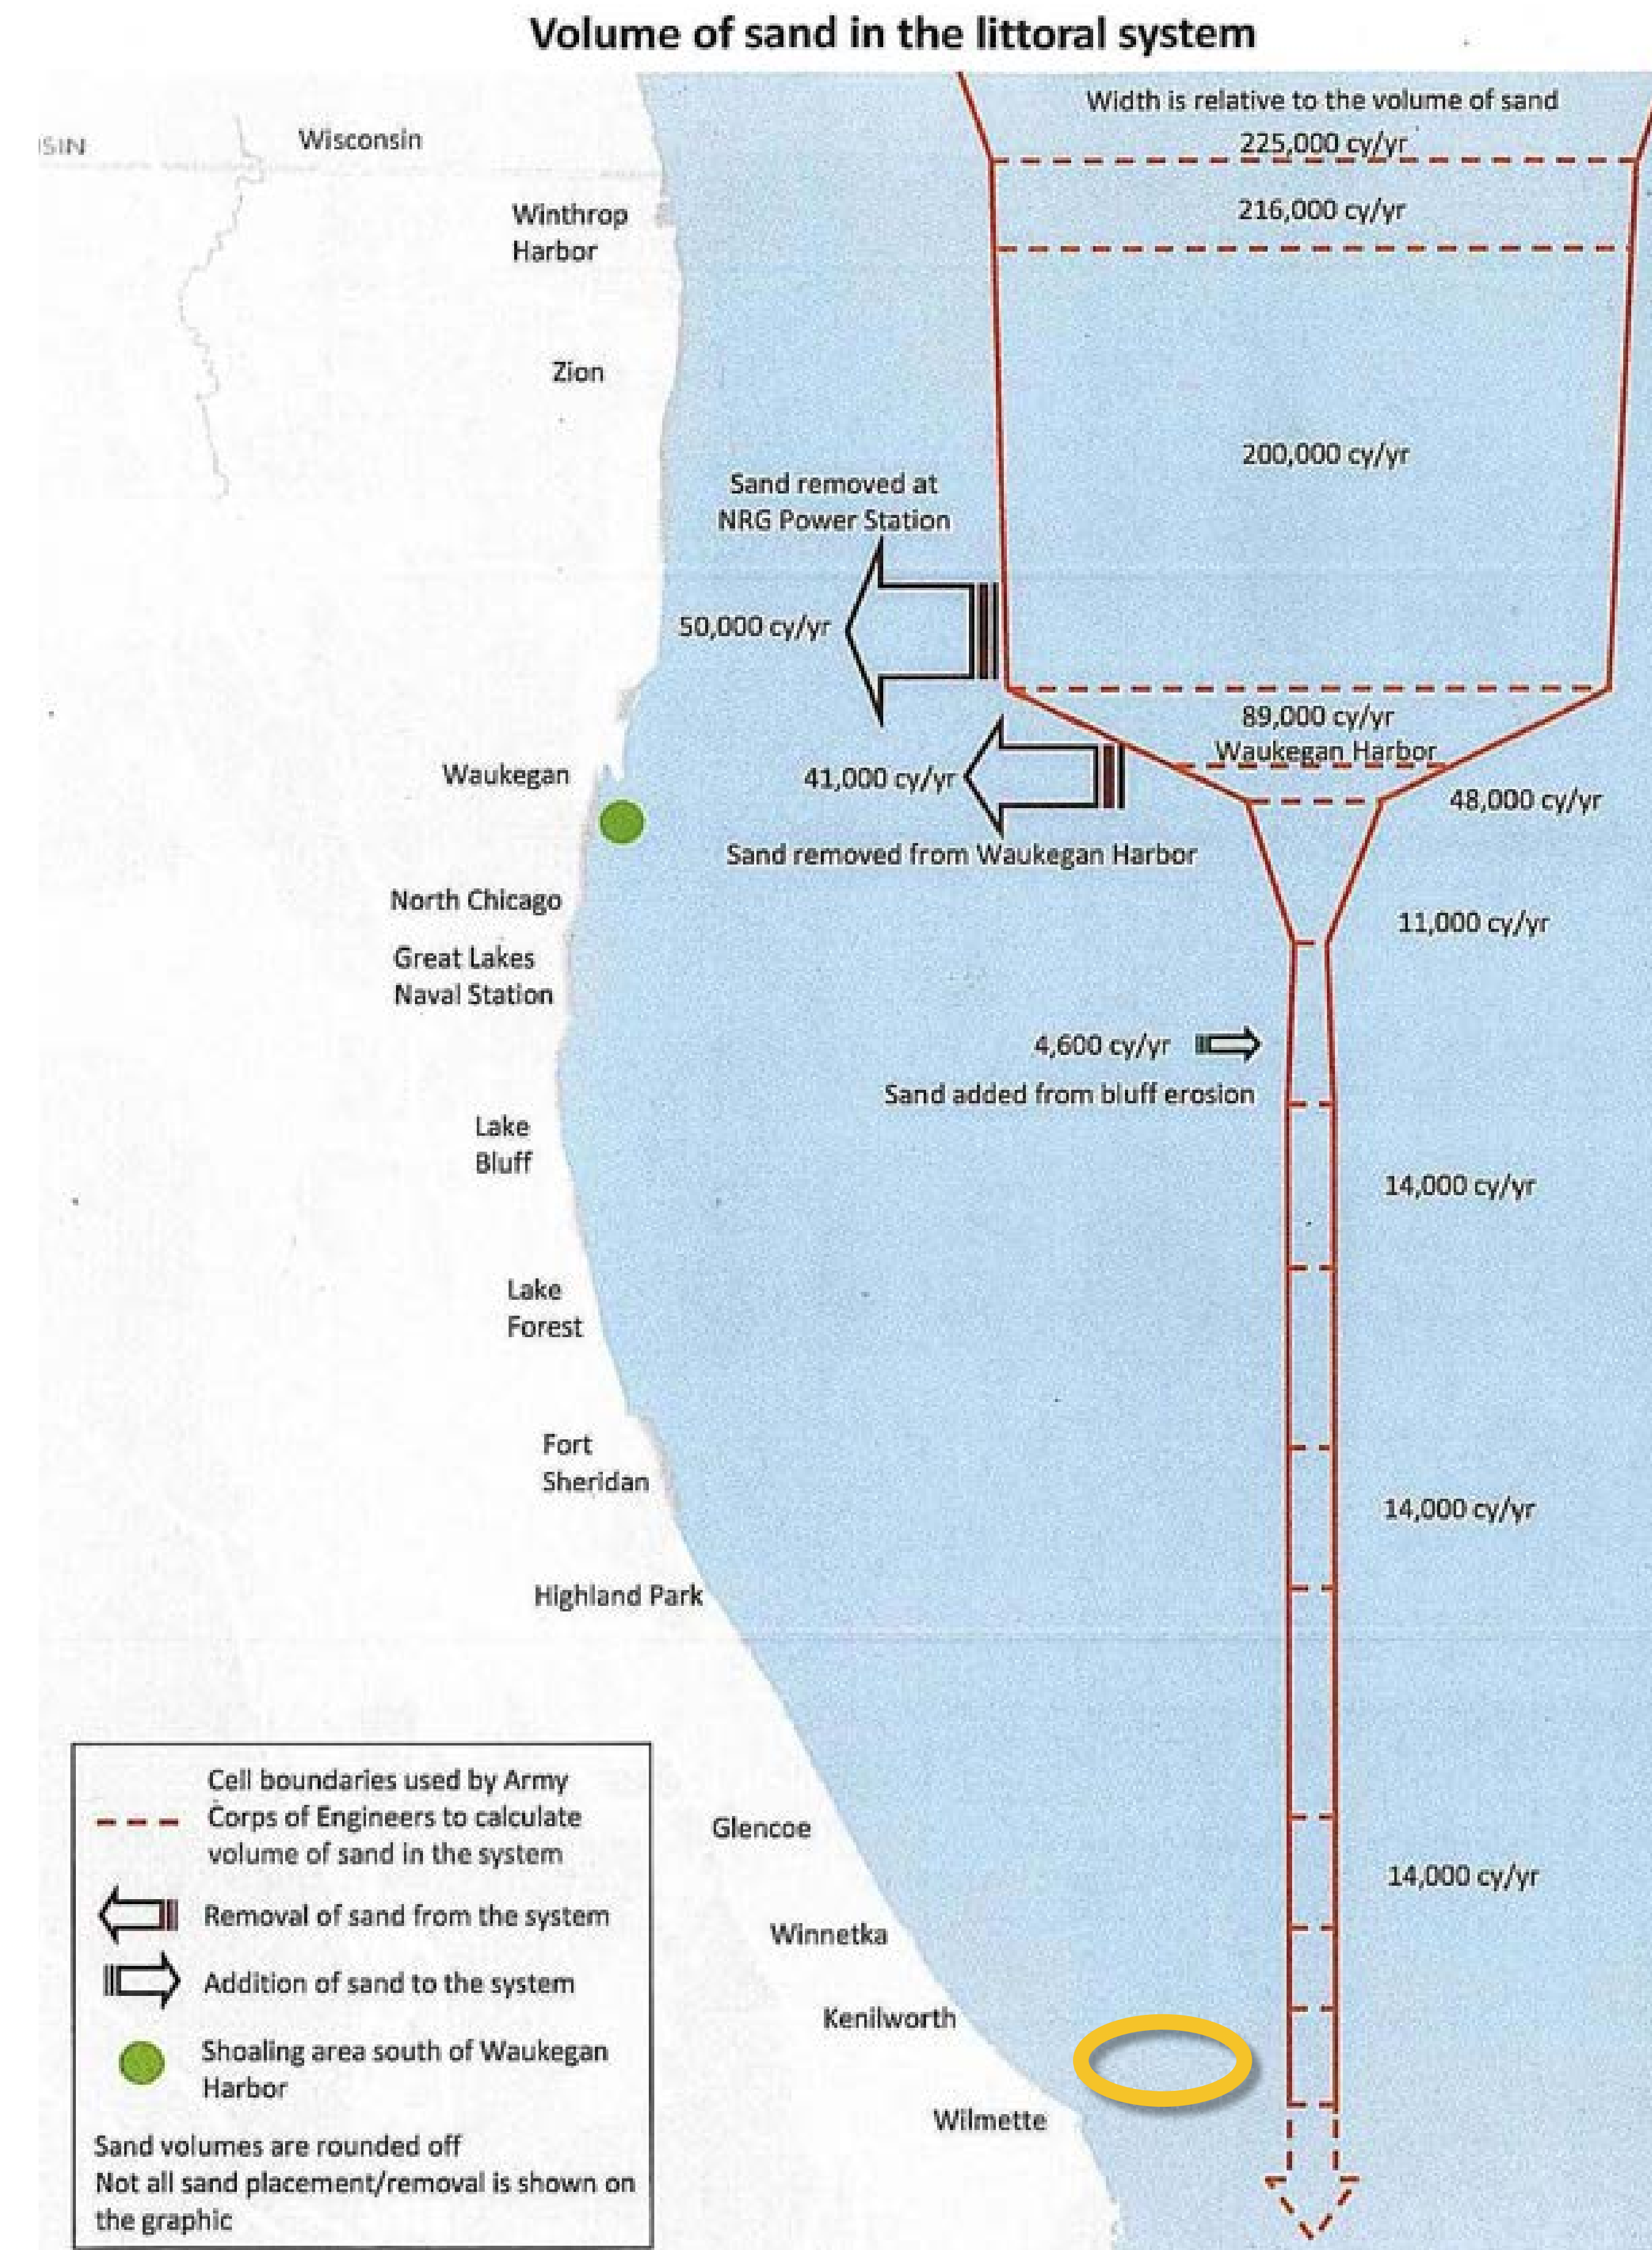 Volume of sand in the littoral system
Width is relative to the volume of sand
225,000 cy/yr
SIN
Wisconsin
216,000 cy/yr
Winthrop
Harbor
Zion
200,000 cy/yr
Sand removed at
NRG Power Station
50,000 cy/yr
89,000 cy/yr
Waukegan Harbor
Waukegan
41,000 cy/yr
48,000 cy/yr
Sand removed from Waukegan Harbor
North Chicago
11,000 cy/yr
Great Lakes
Naval Station
4,600 cy/yr
Sand added from bluff erosion
Lake
Bluff
14,000 cy/yr
Lake
Forest
Fort
Sheridan
14,000 cy/yr
Highland Park
Glencoe
14,000 cy/yr
Winnetka
Kenilworth
Wilmette
Cell boundaries used by Army
Corps of Engineers to calculate
volume of sand in the system
Removal of sand from the system
Addition of sand to the system
Shoaling area south of Waukegan
Harbor
Sand volumes are rounded off
Not all sand placement/removal is shown on
the graphic